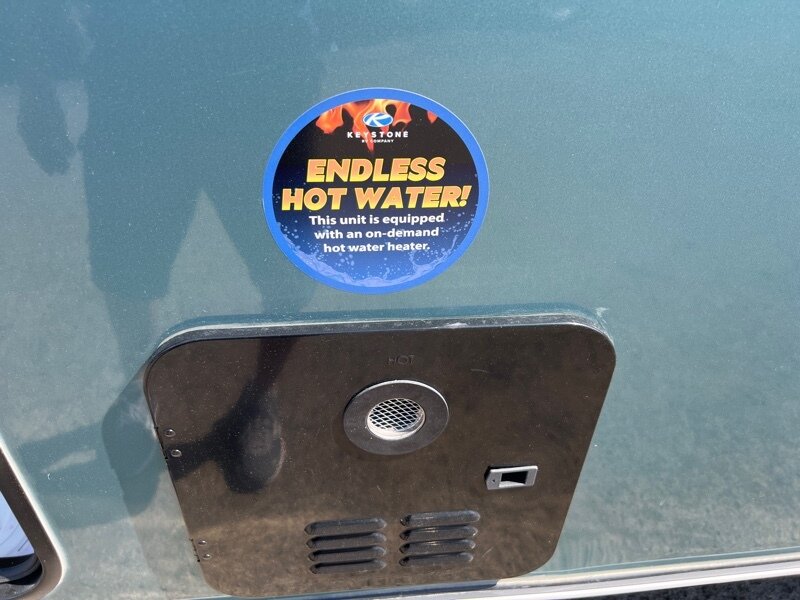 KEYSTONE
RV COMPANY
ENDLESS
HOT WATER!
This unit is equipped
with an on-demand
hot water heater.
HOT